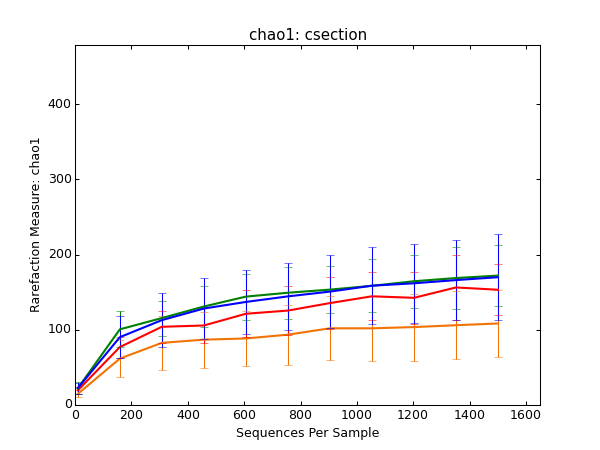 chao1: csection
Rarefaction Measure: chao1
400
300
200
100
0
0 200 400 600 800 1000 1200 1400 1600
Sequences Per Sample